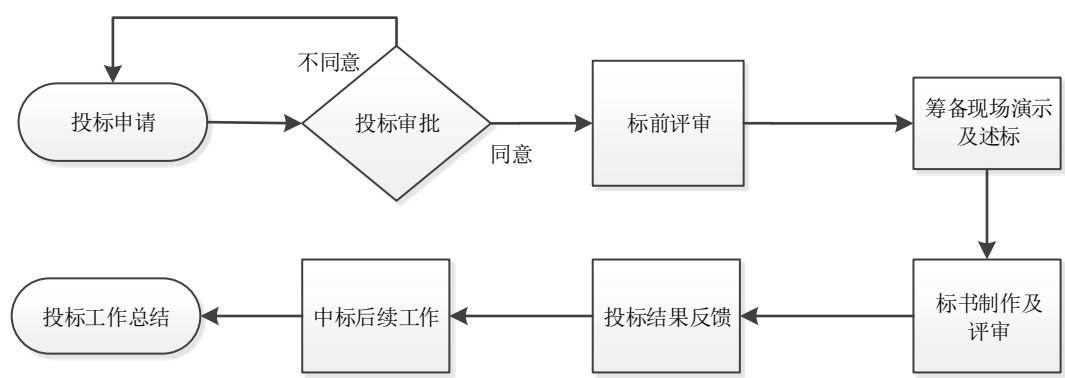 不同意
投标申请
投标审批
同意
标前评审
筹备现场演示
及述标
投标工作总结
中标后续工作
投标结果反馈
标书制作及
评审